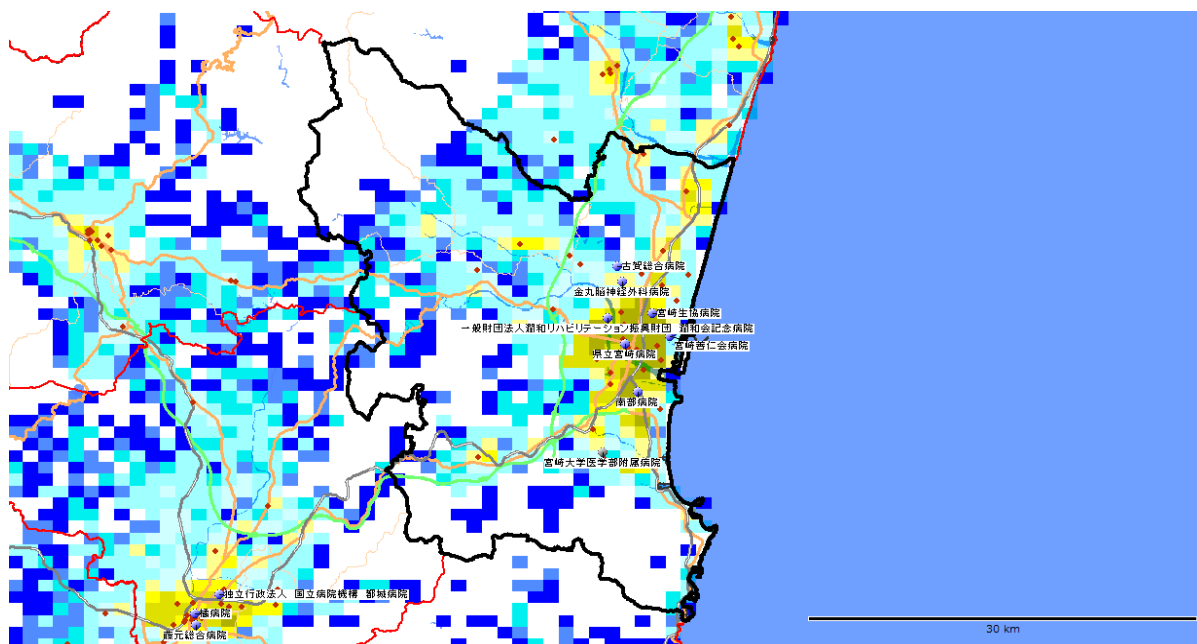 古賀総合病院
金丸脳神経外科病院
宮崎生協病院
一般財団法人潤和リハビリテーション振興財団 潤和会記念病院
宮崎善仁会病院
県立宮崎病院
南部病院
宮崎大学医学部附属病院
独立行政法人 国立病院機構 都城病院
橘病院
藤元総合病院
30 km